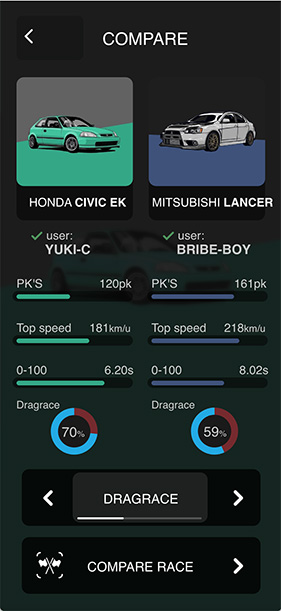 COMPARE
HONDA CIVIC EK
MITSUBISHI LANCER
user:
YUKI-C
user:
BRIBE-BOY
PK'S 120pk
PK'S 161pk
Top speed 181km/u
Top speed 218km/u
0-100 6.20s
0-100 8.02s
Dragrace
Dragrace
70%
59%
DRAGRACE
COMPARE RACE